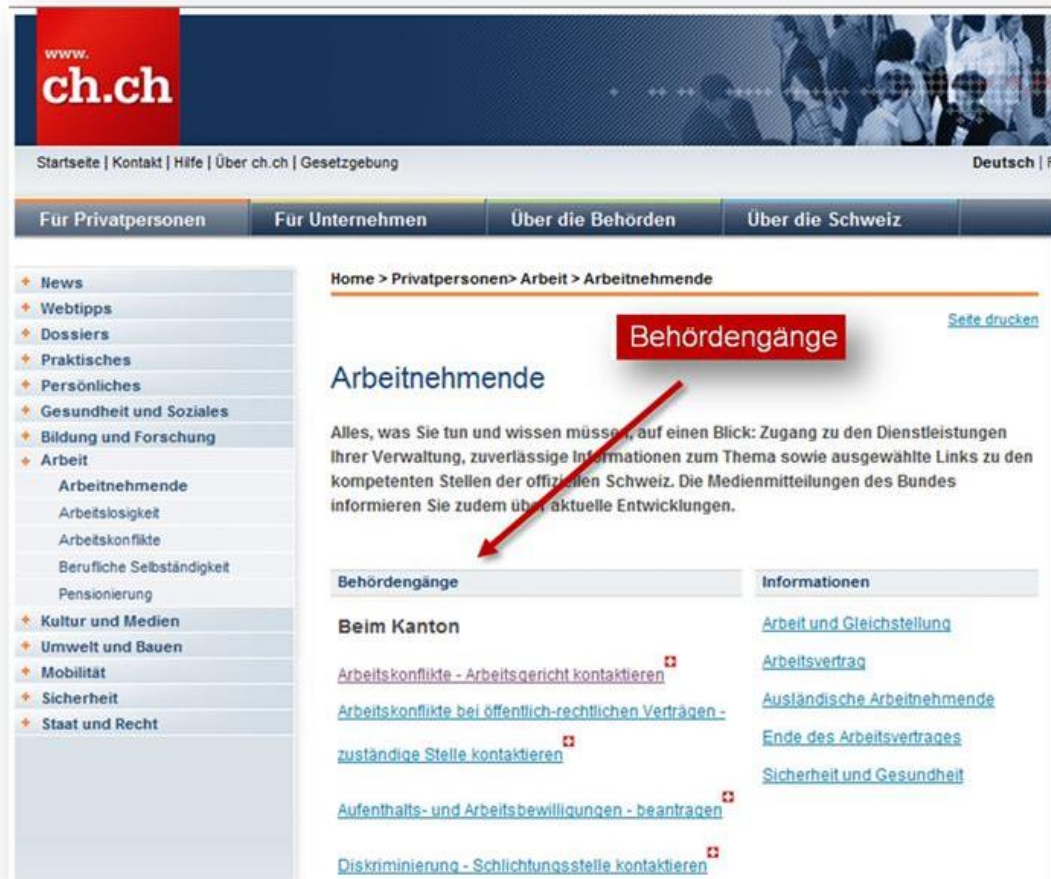 www.
ch.ch
Startseite | Kontakt | Hilfe | Über ch.ch | Gesetzgebung
Deutsch |
Für Privatpersonen
Für Unternehmen
Über die Behörden
Über die Schweiz
News
Webtipps
Dossiers
Praktisches
Persönliches
Gesundheit und Soziales
Bildung und Forschung
Arbeit
Arbeitnehmende
Arbeitslosigkeit
Arbeitskonflikte
Berufliche Selbständigkeit
Pensionierung
Kultur und Medien
Umwelt und Bauen
Mobilität
Sicherheit
Staat und Recht
Home > Privatpersonen> Arbeit > Arbeitnehmende
Seite drucken
Behördengänge
Arbeitnehmende
Alles, was Sie tun und wissen müssen, auf einen Blick: Zugang zu den Dienstleistungen
Ihrer Verwaltung, zuverlässige Informationen zum Thema sowie ausgewählte Links zu den
kompetenten Stellen der offiziellen Schweiz. Die Medienmitteilungen des Bundes
informieren Sie zudem über aktuelle Entwicklungen.
Behördengänge
Beim Kanton
Arbeitskonflikte - Arbeitsgericht kontaktieren
Arbeitskonflikte bei öffentlich-rechtlichen Verträgen -
zuständige Stelle kontaktieren
Aufenthalts- und Arbeitsbewilligungen - beantragen
Diskriminierung - Schlichtungsstelle kontaktieren
Informationen
Arbeit und Gleichstellung
Arbeitsvertrag
Ausländische Arbeitnehmende
Ende des Arbeitsvertrages
Sicherheit und Gesundheit